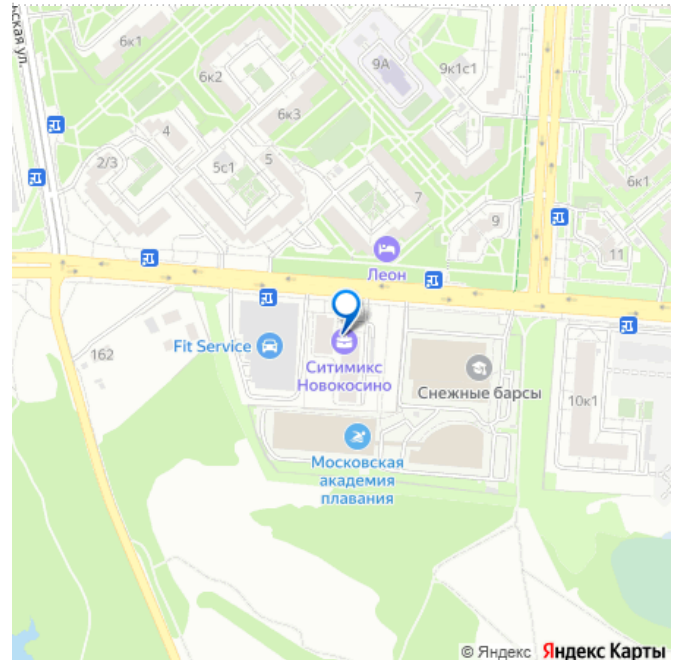 ьская ул.
6к1
6к2
9А
9к1с1
6к3
4
2/3
5с1
5
7
6к1
9
11
Леон
Fit Service
162
Ситимикс
Новокосино
Снежные барсы
10к1
Московская
академия
плавания
© Яндекс Яндекс Карты